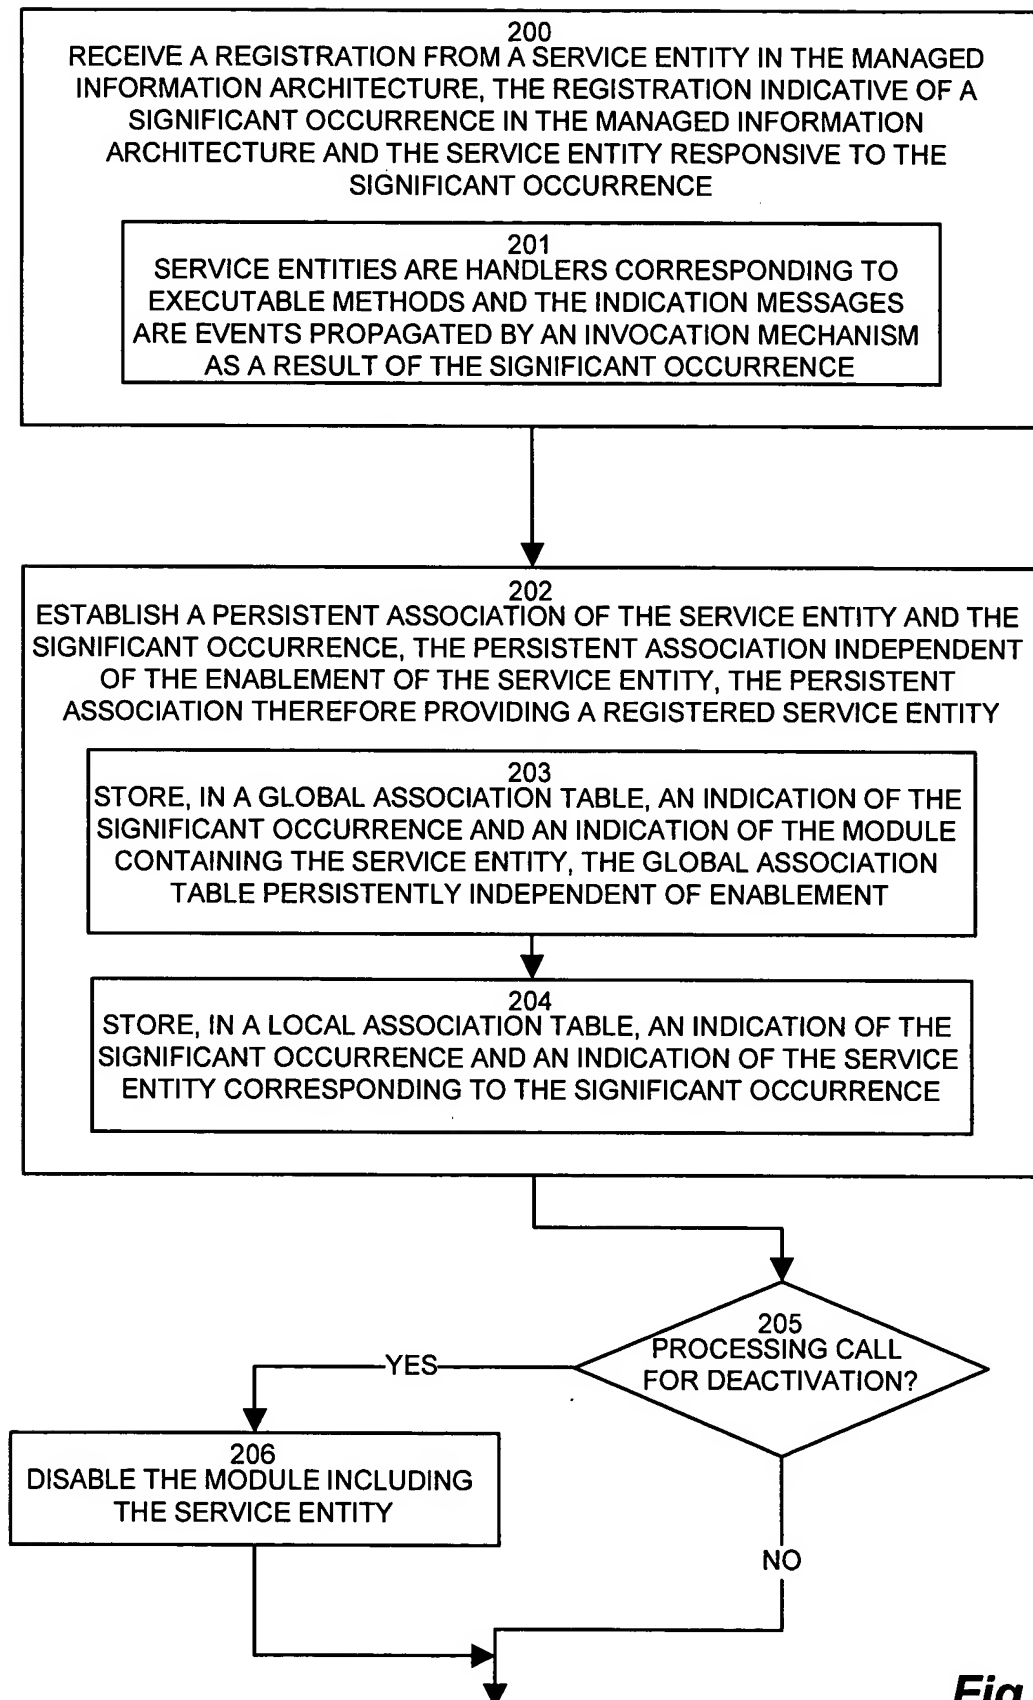 200
RECEIVE A REGISTRATION FROM A SERVICE ENTITY IN THE MANAGED
INFORMATION ARCHITECTURE, THE REGISTRATION INDICATIVE OF A
SIGNIFICANT OCCURRENCE IN THE MANAGED INFORMATION
ARCHITECTURE AND THE SERVICE ENTITY RESPONSIVE TO THE
SIGNIFICANT OCCURRENCE
201
SERVICE ENTITIES ARE HANDLERS CORRESPONDING TO
EXECUTABLE METHODS AND THE INDICATION MESSAGES
ARE EVENTS PROPAGATED BY AN INVOCATION MECHANISM
AS A RESULT OF THE SIGNIFICANT OCCURRENCE
202
ESTABLISH A PERSISTENT ASSOCIATION OF THE SERVICE ENTITY AND THE
SIGNIFICANT OCCURRENCE, THE PERSISTENT ASSOCIATION INDEPENDENT
OF THE ENABLEMENT OF THE SERVICE ENTITY, THE PERSISTENT
ASSOCIATION THEREFORE PROVIDING A REGISTERED SERVICE ENTITY
203
STORE, IN A GLOBAL ASSOCIATION TABLE, AN INDICATION OF THE
SIGNIFICANT OCCURRENCE AND AN INDICATION OF THE MODULE
CONTAINING THE SERVICE ENTITY, THE GLOBAL ASSOCIATION
TABLE PERSISTENTLY INDEPENDENT OF ENABLEMENT
204
STORE, IN A LOCAL ASSOCIATION TABLE, AN INDICATION OF THE
SIGNIFICANT OCCURRENCE AND AN INDICATION OF THE SERVICE
ENTITY CORRESPONDING TO THE SIGNIFICANT OCCURRENCE
205
PROCESSING CALL
FOR DEACTIVATION?
YES
206
DISABLE THE MODULE INCLUDING
THE SERVICE ENTITY
NO
Fig